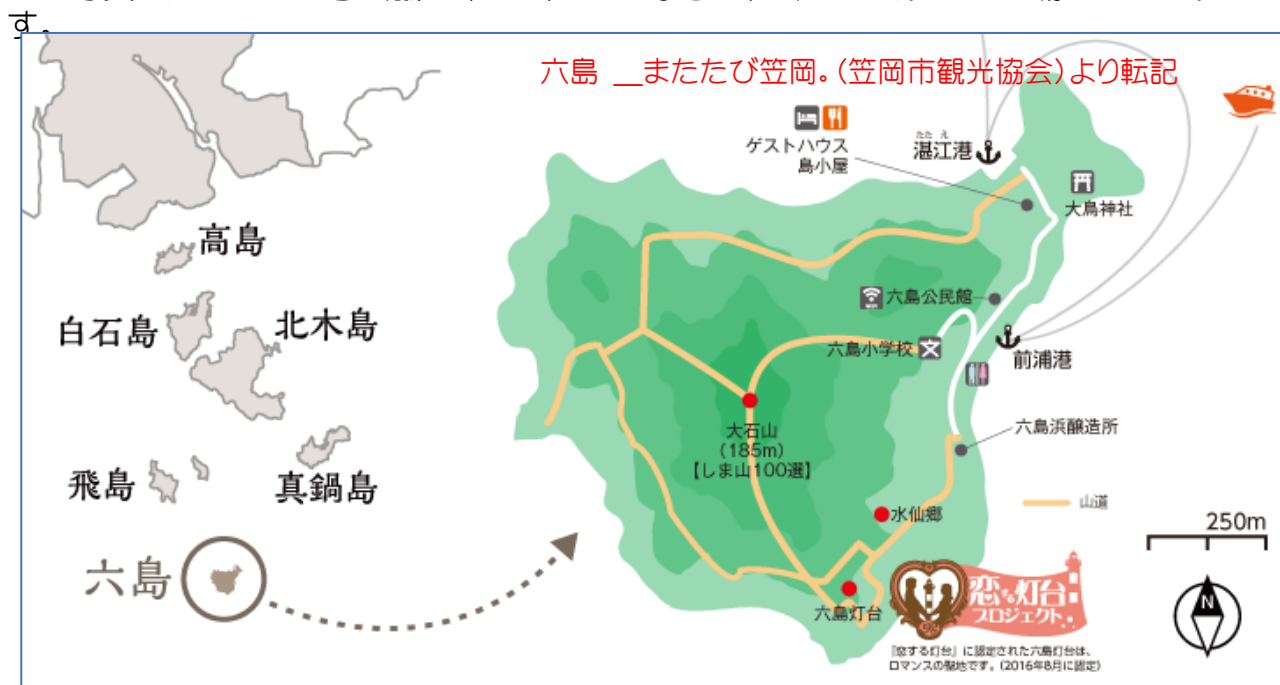 す。
六島 __またたび笠岡。(笠岡市観光協会)より転記
ゲストハウス
島小屋
たたえ
湛江港
大鳥神社
高島
白石島
北木島
六島公民館
六島小学校
前浦港
大石山
(185m)
【しま山100選】
六島浜醸造所
飛島
真鍋島
水仙郷
山道
250m
六島
六島灯台
恋する灯台
プロジェクト
N
『恋する灯台』に認定された六島灯台は、
ロマンスの聖地です。(2016年8月に認定)